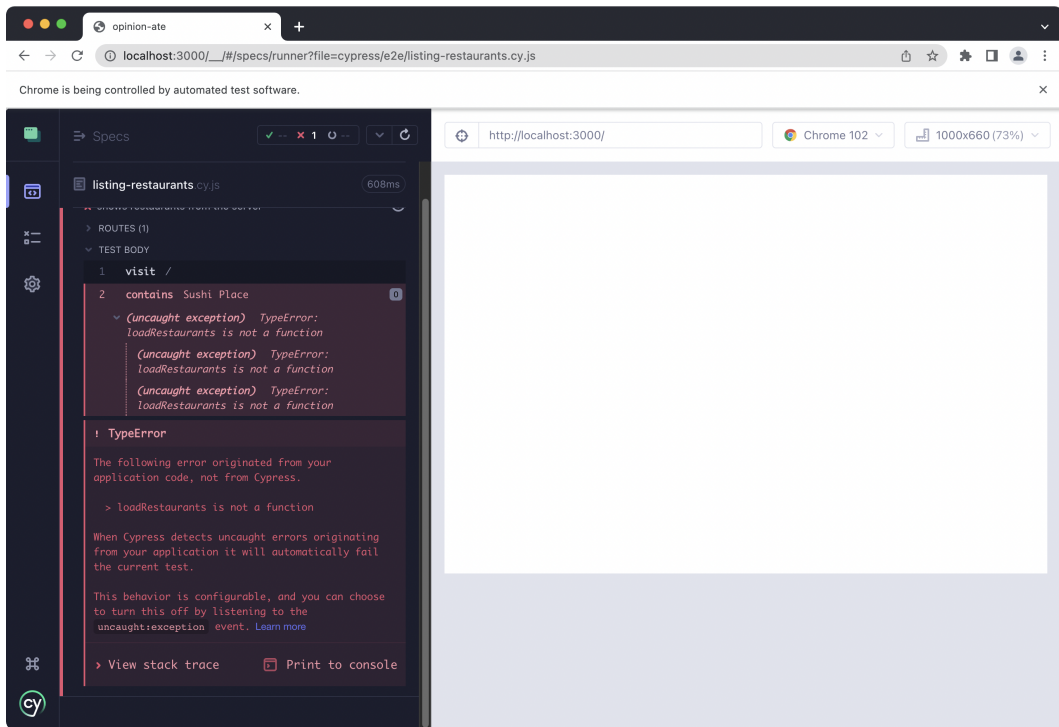 opinion-ate
localhost:3000/__/#/specs/runner?file=cypress/e2e/listing-restaurants.cy.js
Chrome is being controlled by automated test software.
Specs
-- 1 --
http://localhost:3000/
Chrome 102
1000x660 (73%)
listing-restaurants cy.js
608ms
shows restaurants from the server
ROUTES (1)
TEST BODY
1 visit /
2 contains Sushi Place 0
(uncaught exception) TypeError:
loadRestaurants is not a function
(uncaught exception) TypeError:
loadRestaurants is not a function
(uncaught exception) TypeError:
loadRestaurants is not a function
! TypeError
The following error originated from your
application code, not from Cypress.
> loadRestaurants is not a function
When Cypress detects uncaught errors originating
from your application it will automatically fail
the current test.
This behavior is configurable, and you can choose
to turn this off by listening to the
uncaught:exception event. Learn more
> View stack trace
Print to console
cy